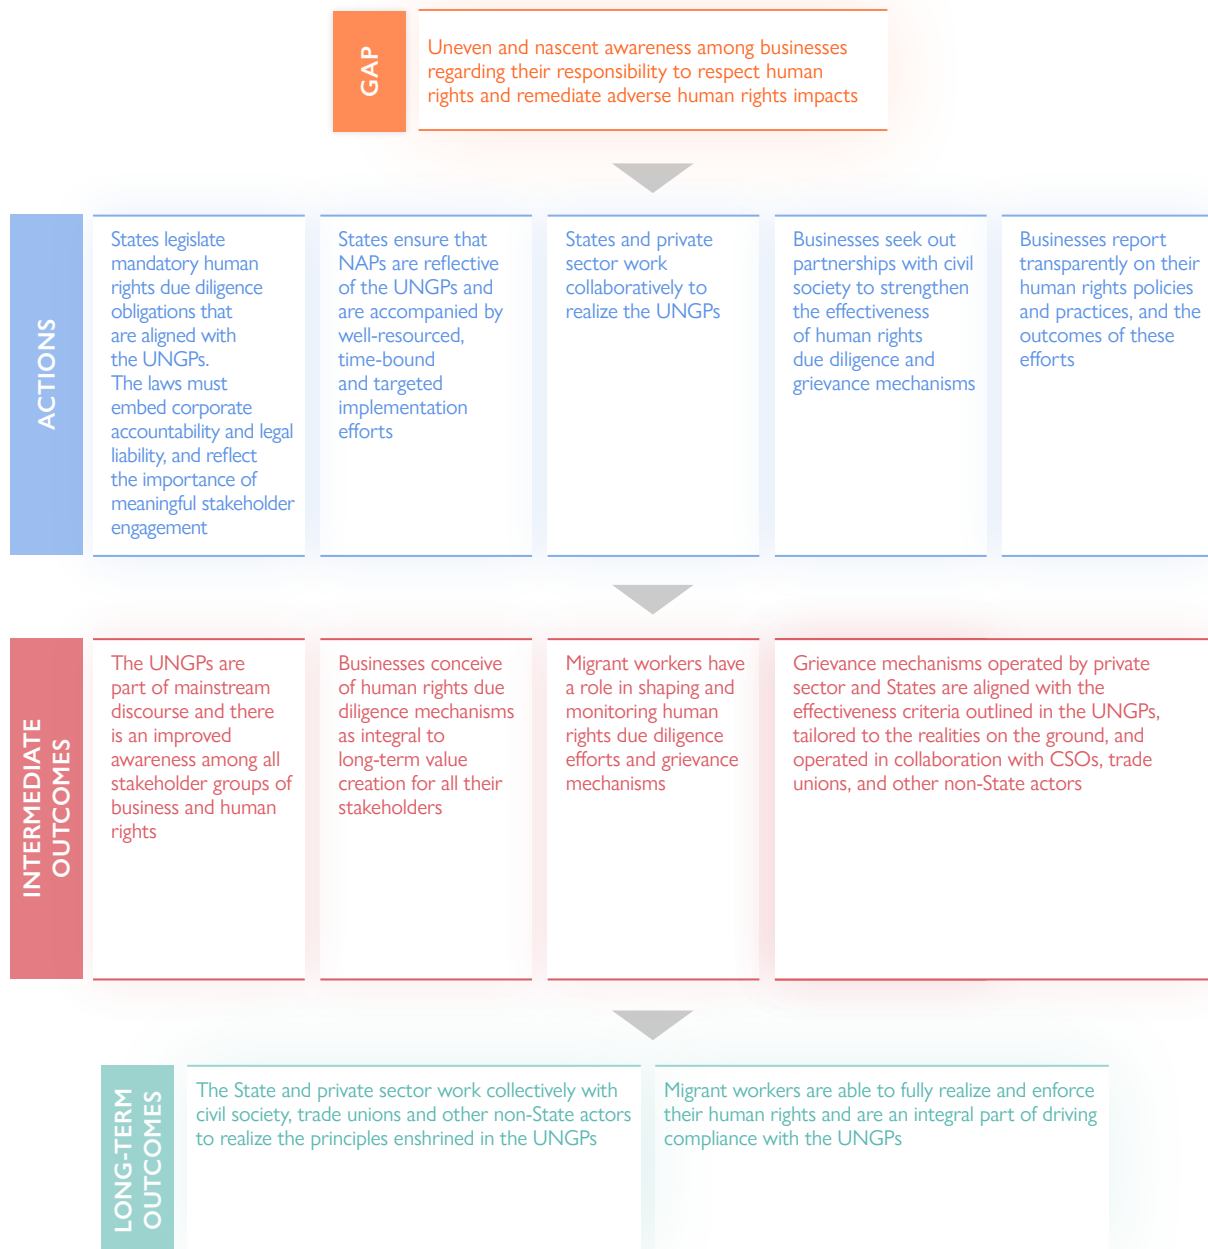 GAP
Uneven and nascent awareness among businesses
regarding their responsibility to respect human
rights and remediate adverse human rights impacts
ACTIONS
States legislate
mandatory human
rights due diligence
obligations that
are aligned with
the UNGPs.
The laws must
embed corporate
accountability and legal
liability, and reflect
the importance of
meaningful stakeholder
engagement
States ensure that
NAPs are reflective
of the UNGPs and
are accompanied by
well-resourced,
time-bound
and targeted
implementation
efforts
States and private
sector work
collaboratively to
realize the UNGPs
Businesses seek out
partnerships with civil
society to strengthen
the effectiveness
of human rights
due diligence and
grievance mechanisms
Businesses report
transparently on their
human rights policies
and practices, and the
outcomes of these
efforts
INTERMEDIATE
OUTCOMES
The UNGPs are
part of mainstream
discourse and there
is an improved
awareness among all
stakeholder groups of
business and human
rights
Businesses conceive
of human rights due
diligence mechanisms
as integral to
long-term value
creation for all their
stakeholders
Migrant workers have
a role in shaping and
monitoring human
rights due diligence
efforts and grievance
mechanisms
Grievance mechanisms operated by private
sector and States are aligned with the
effectiveness criteria outlined in the UNGPs,
tailored to the realities on the ground, and
operated in collaboration with CSOs, trade
unions, and other non-State actors
LONG-TERM
OUTCOMES
The State and private sector work collectively with
civil society, trade unions and other non-State actors
to realize the principles enshrined in the UNGPs
Migrant workers are able to fully realize and enforce
their human rights and are an integral part of driving
compliance with the UNGPs